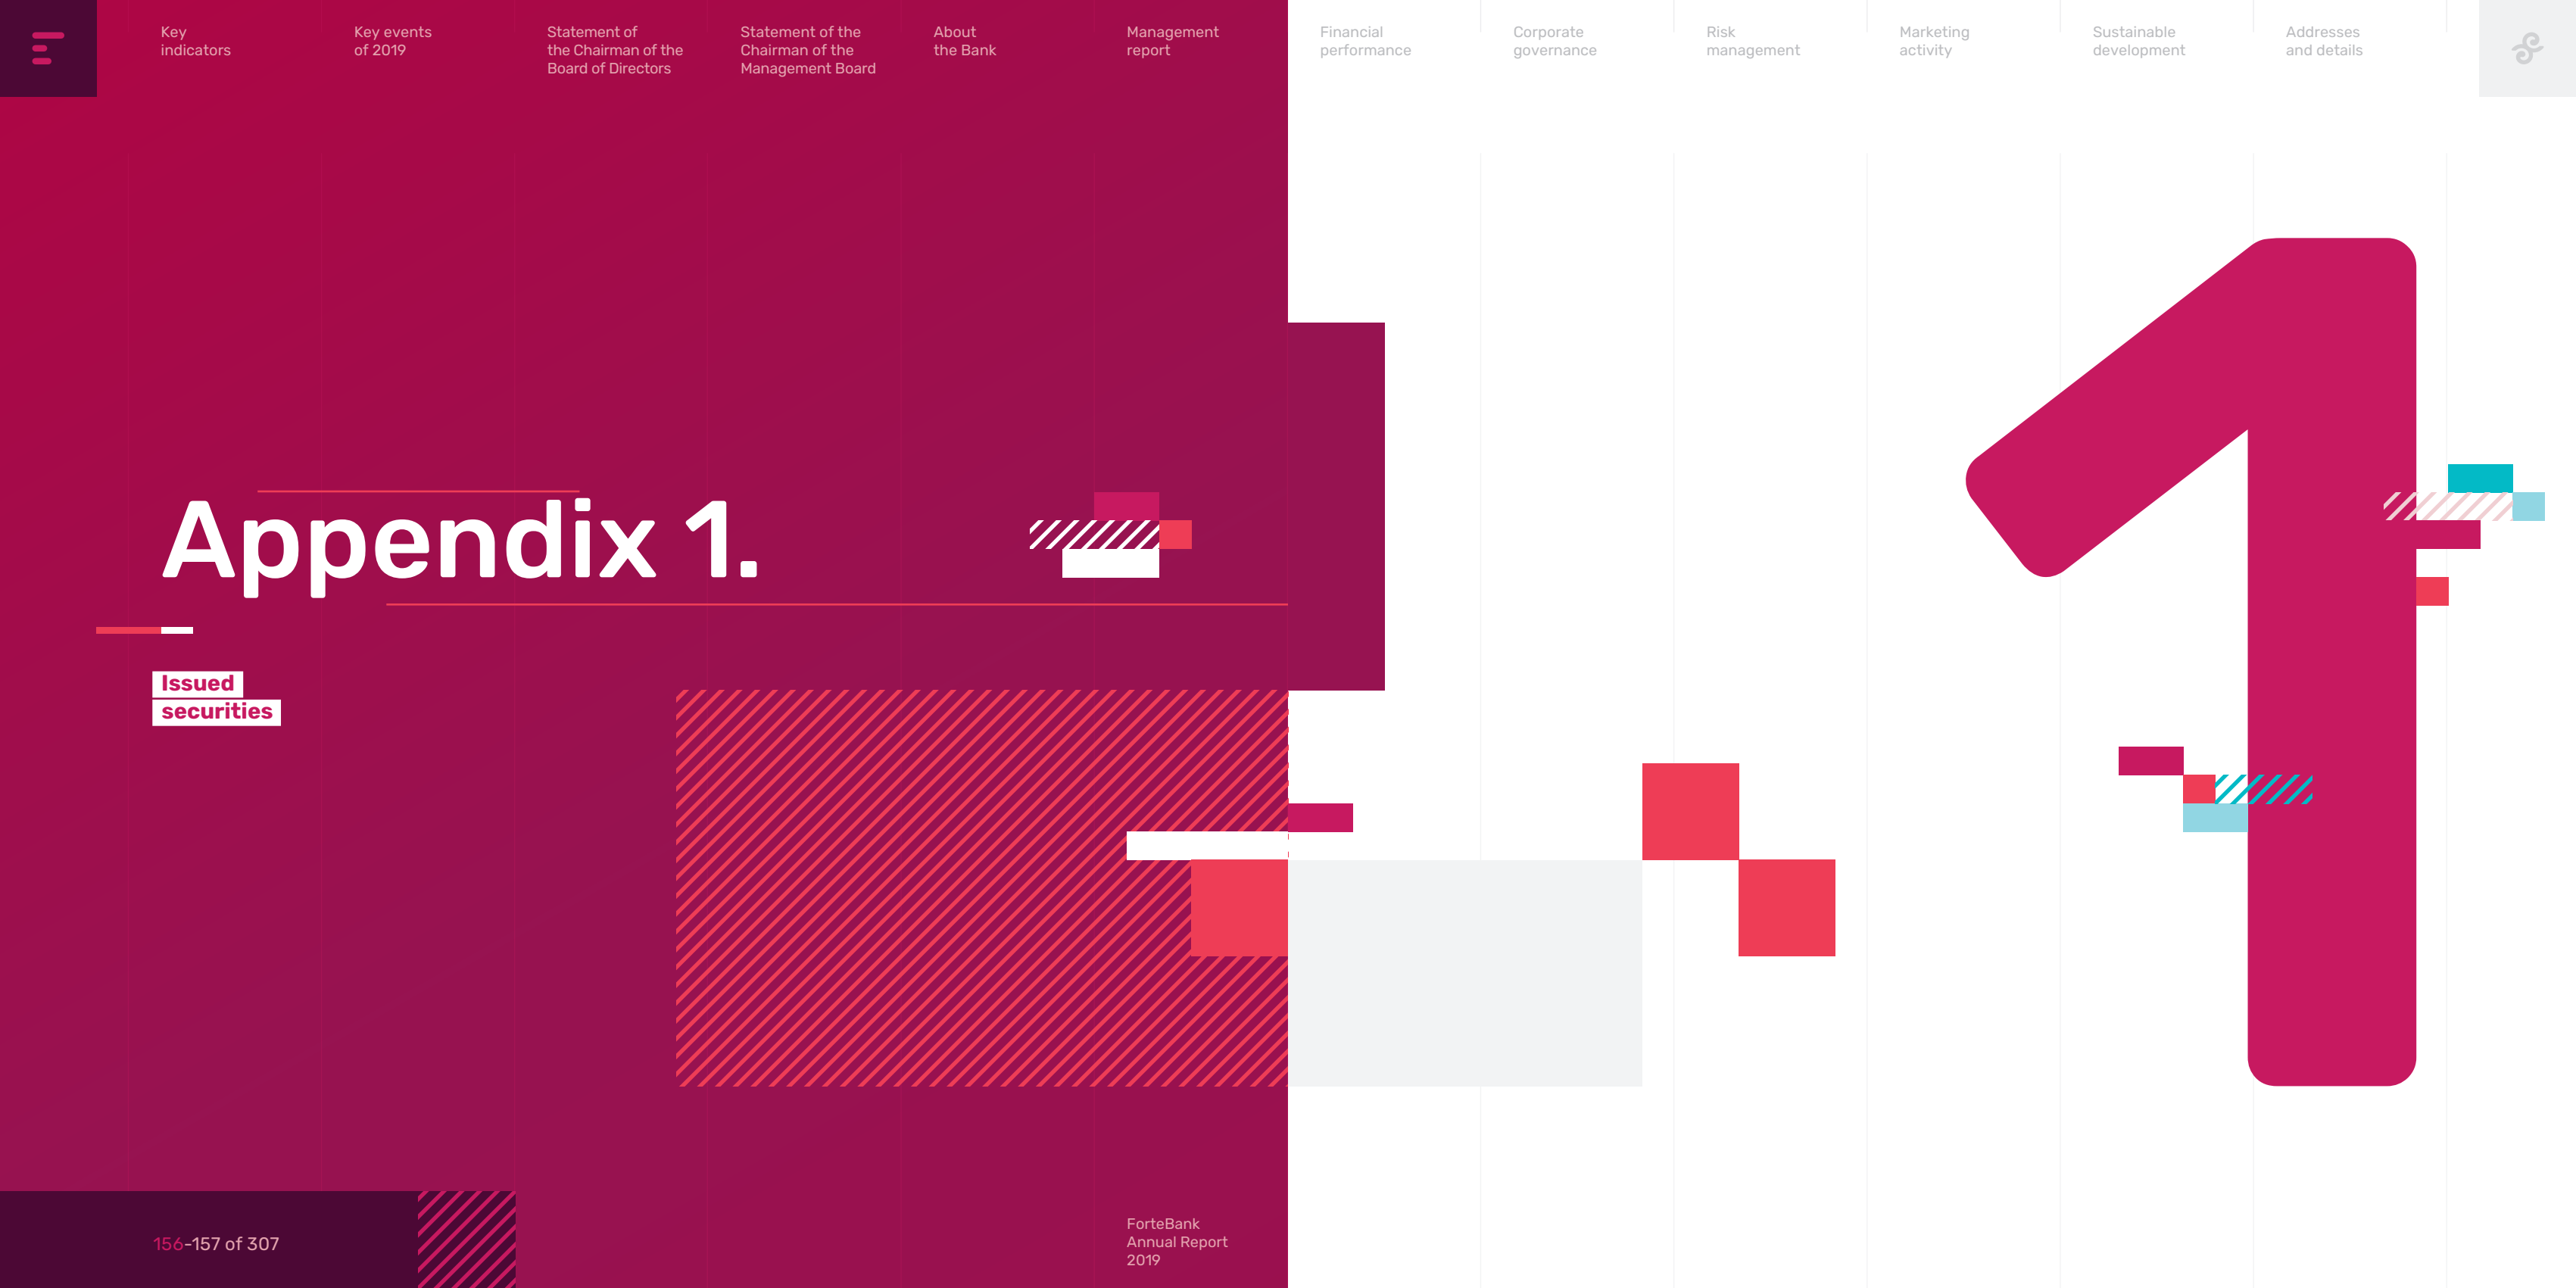 Key
indicators
Key events
of 2019
Statement of
the Chairman of the
Board of Directors
Statement of the
Chairman of the
Management Board
About
the Bank
Management
report
Financial
performance
Corporate
governance
Risk
management
Marketing
activity
Sustainable
development
Addresses
and details
Appendix 1.
Issued
securities
1
156-157 of 307
ForteBank
Annual Report
2019